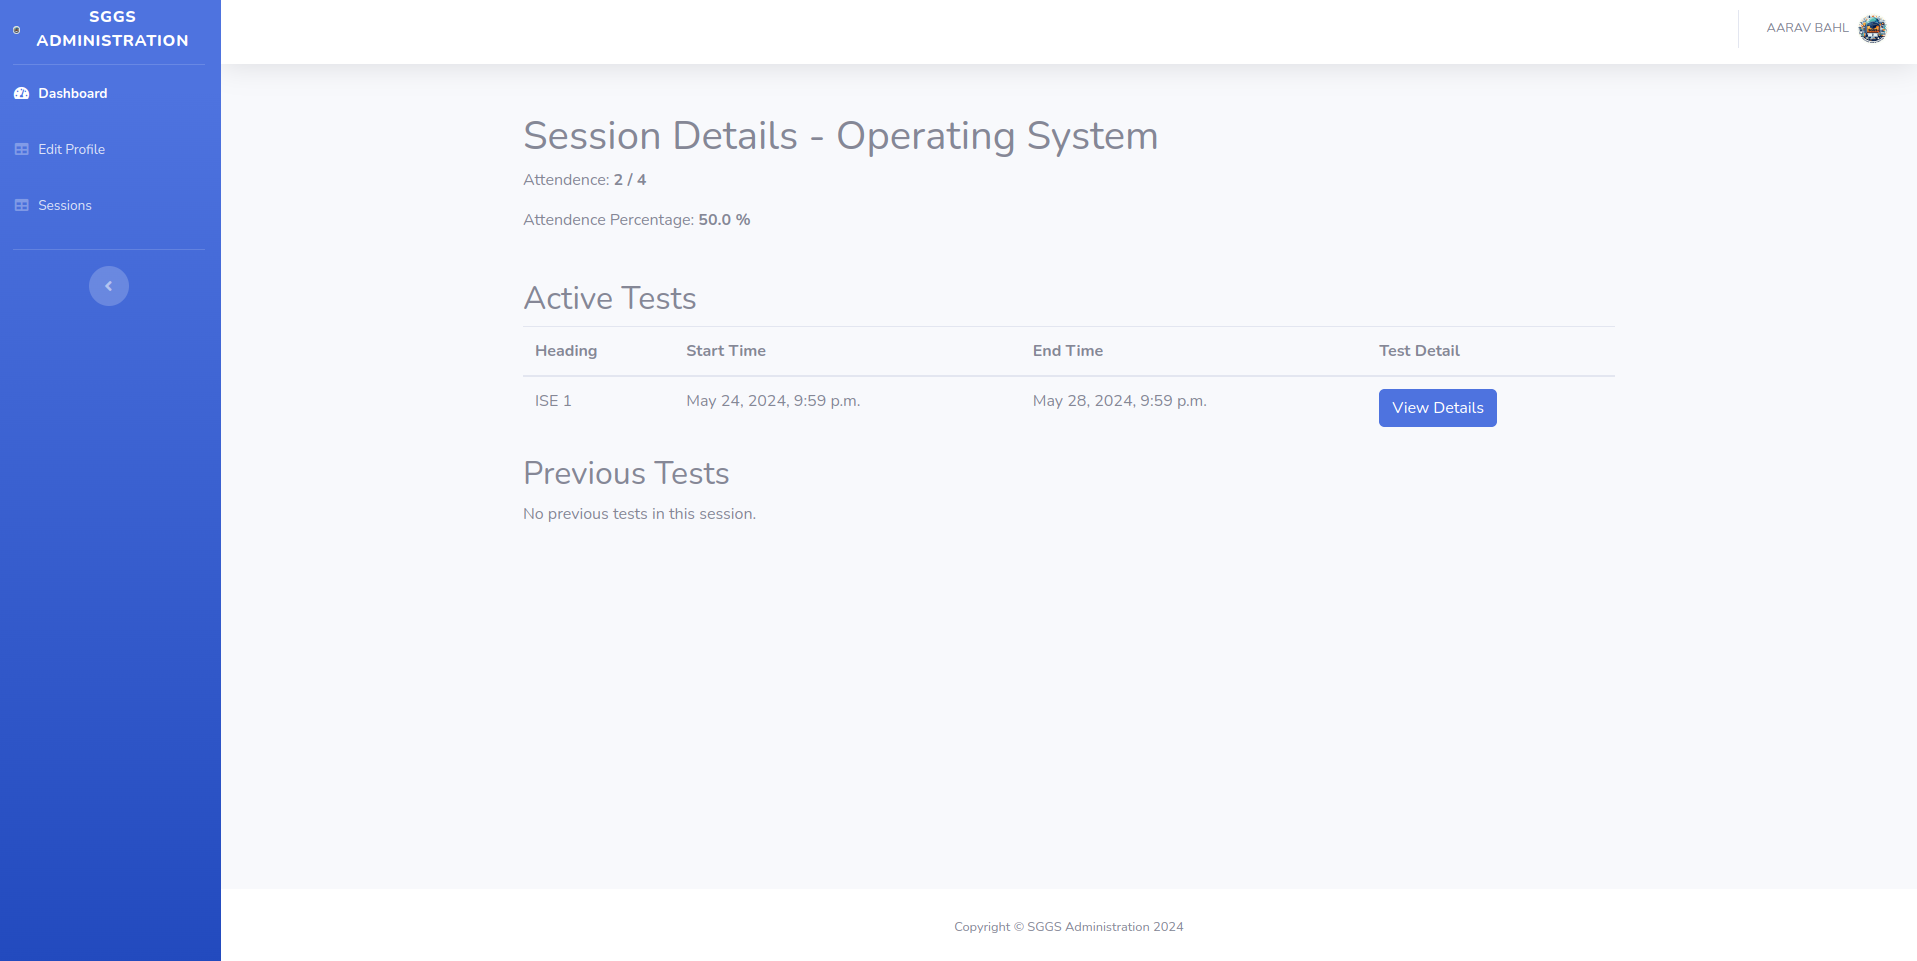 SGGS
ADMINISTRATION
Dashboard
Edit Profile
Sessions
AARAV BAHL
Session Details - Operating System
Attendence: 2 / 4
Attendence Percentage: 50.0 %
Active Tests
Heading Start Time End Time Test Detail
ISE 1 May 24, 2024, 9:59 p.m. May 28, 2024, 9:59 p.m. View Details
Previous Tests
No previous tests in this session.
Copyright © SGGS Administration 2024